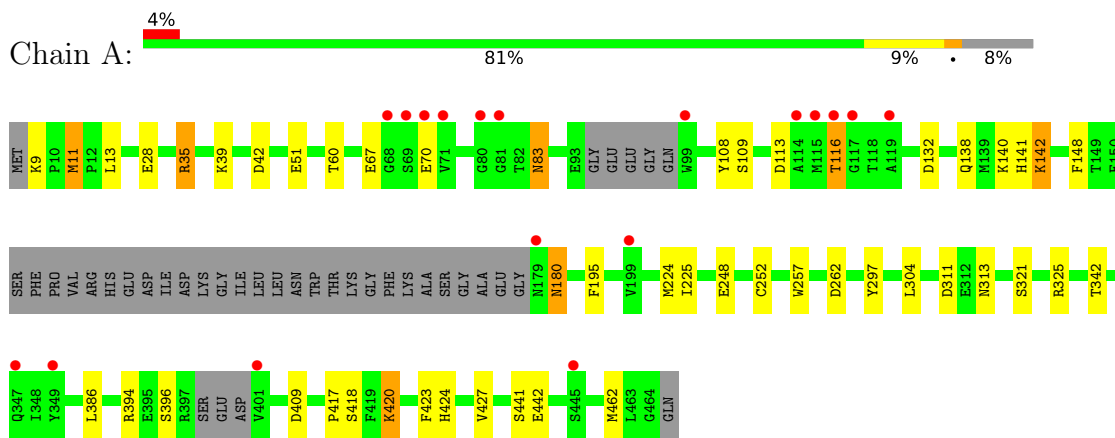 4%
Chain A:
81% 9% • 8%
MET K9 P10 M11 P12 L13 E28 R35 K39 D42 E51 T60 E67 G68 S69 E70 V71 G80 G81 T82 N83 E93 GLY GLU GLU GLY GLN W99 Y108 S109 D113 A114 M115 T116 G117 T118 A119 D132 Q138 M139 K140 H141 K142 F148 T149 E150
SER PHE PRO VAL ARG HIS GLU ASP ILE ASP LYS GLY ILE LEU LEU ASN TRP THR LYS GLY PHE LYS ALA SER GLY ALA GLU GLY N179 N180 F195 V199 M224 I225 E248 C252 W257 D262 Y297 L304 D311 E312 N313 S321 R325 T342
Q347 I348 Y349 L386 R394 E395 S396 R397 SER GLU ASP V401 D409 P417 S418 F419 K420 F423 H424 V427 S441 E442 S445 M462 L463 C464 GLN